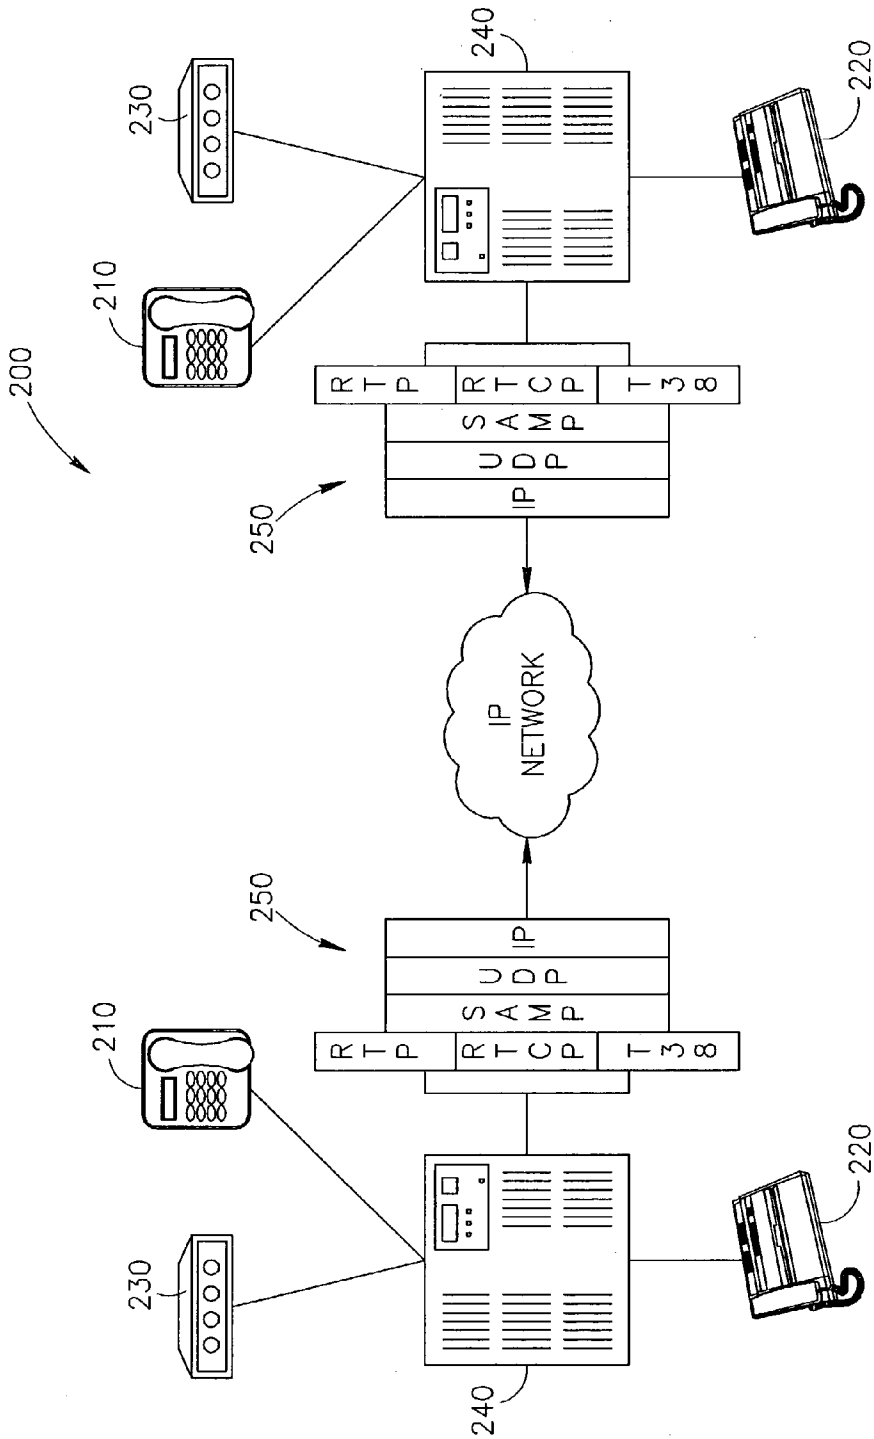 200
230
210
210
230
250
250
RTP
RTCP
T38
SAMP
UDP
IP
IP
NETWORK
IP
UDP
SAMP
RTP
RTCP
T38
240
240
220
220